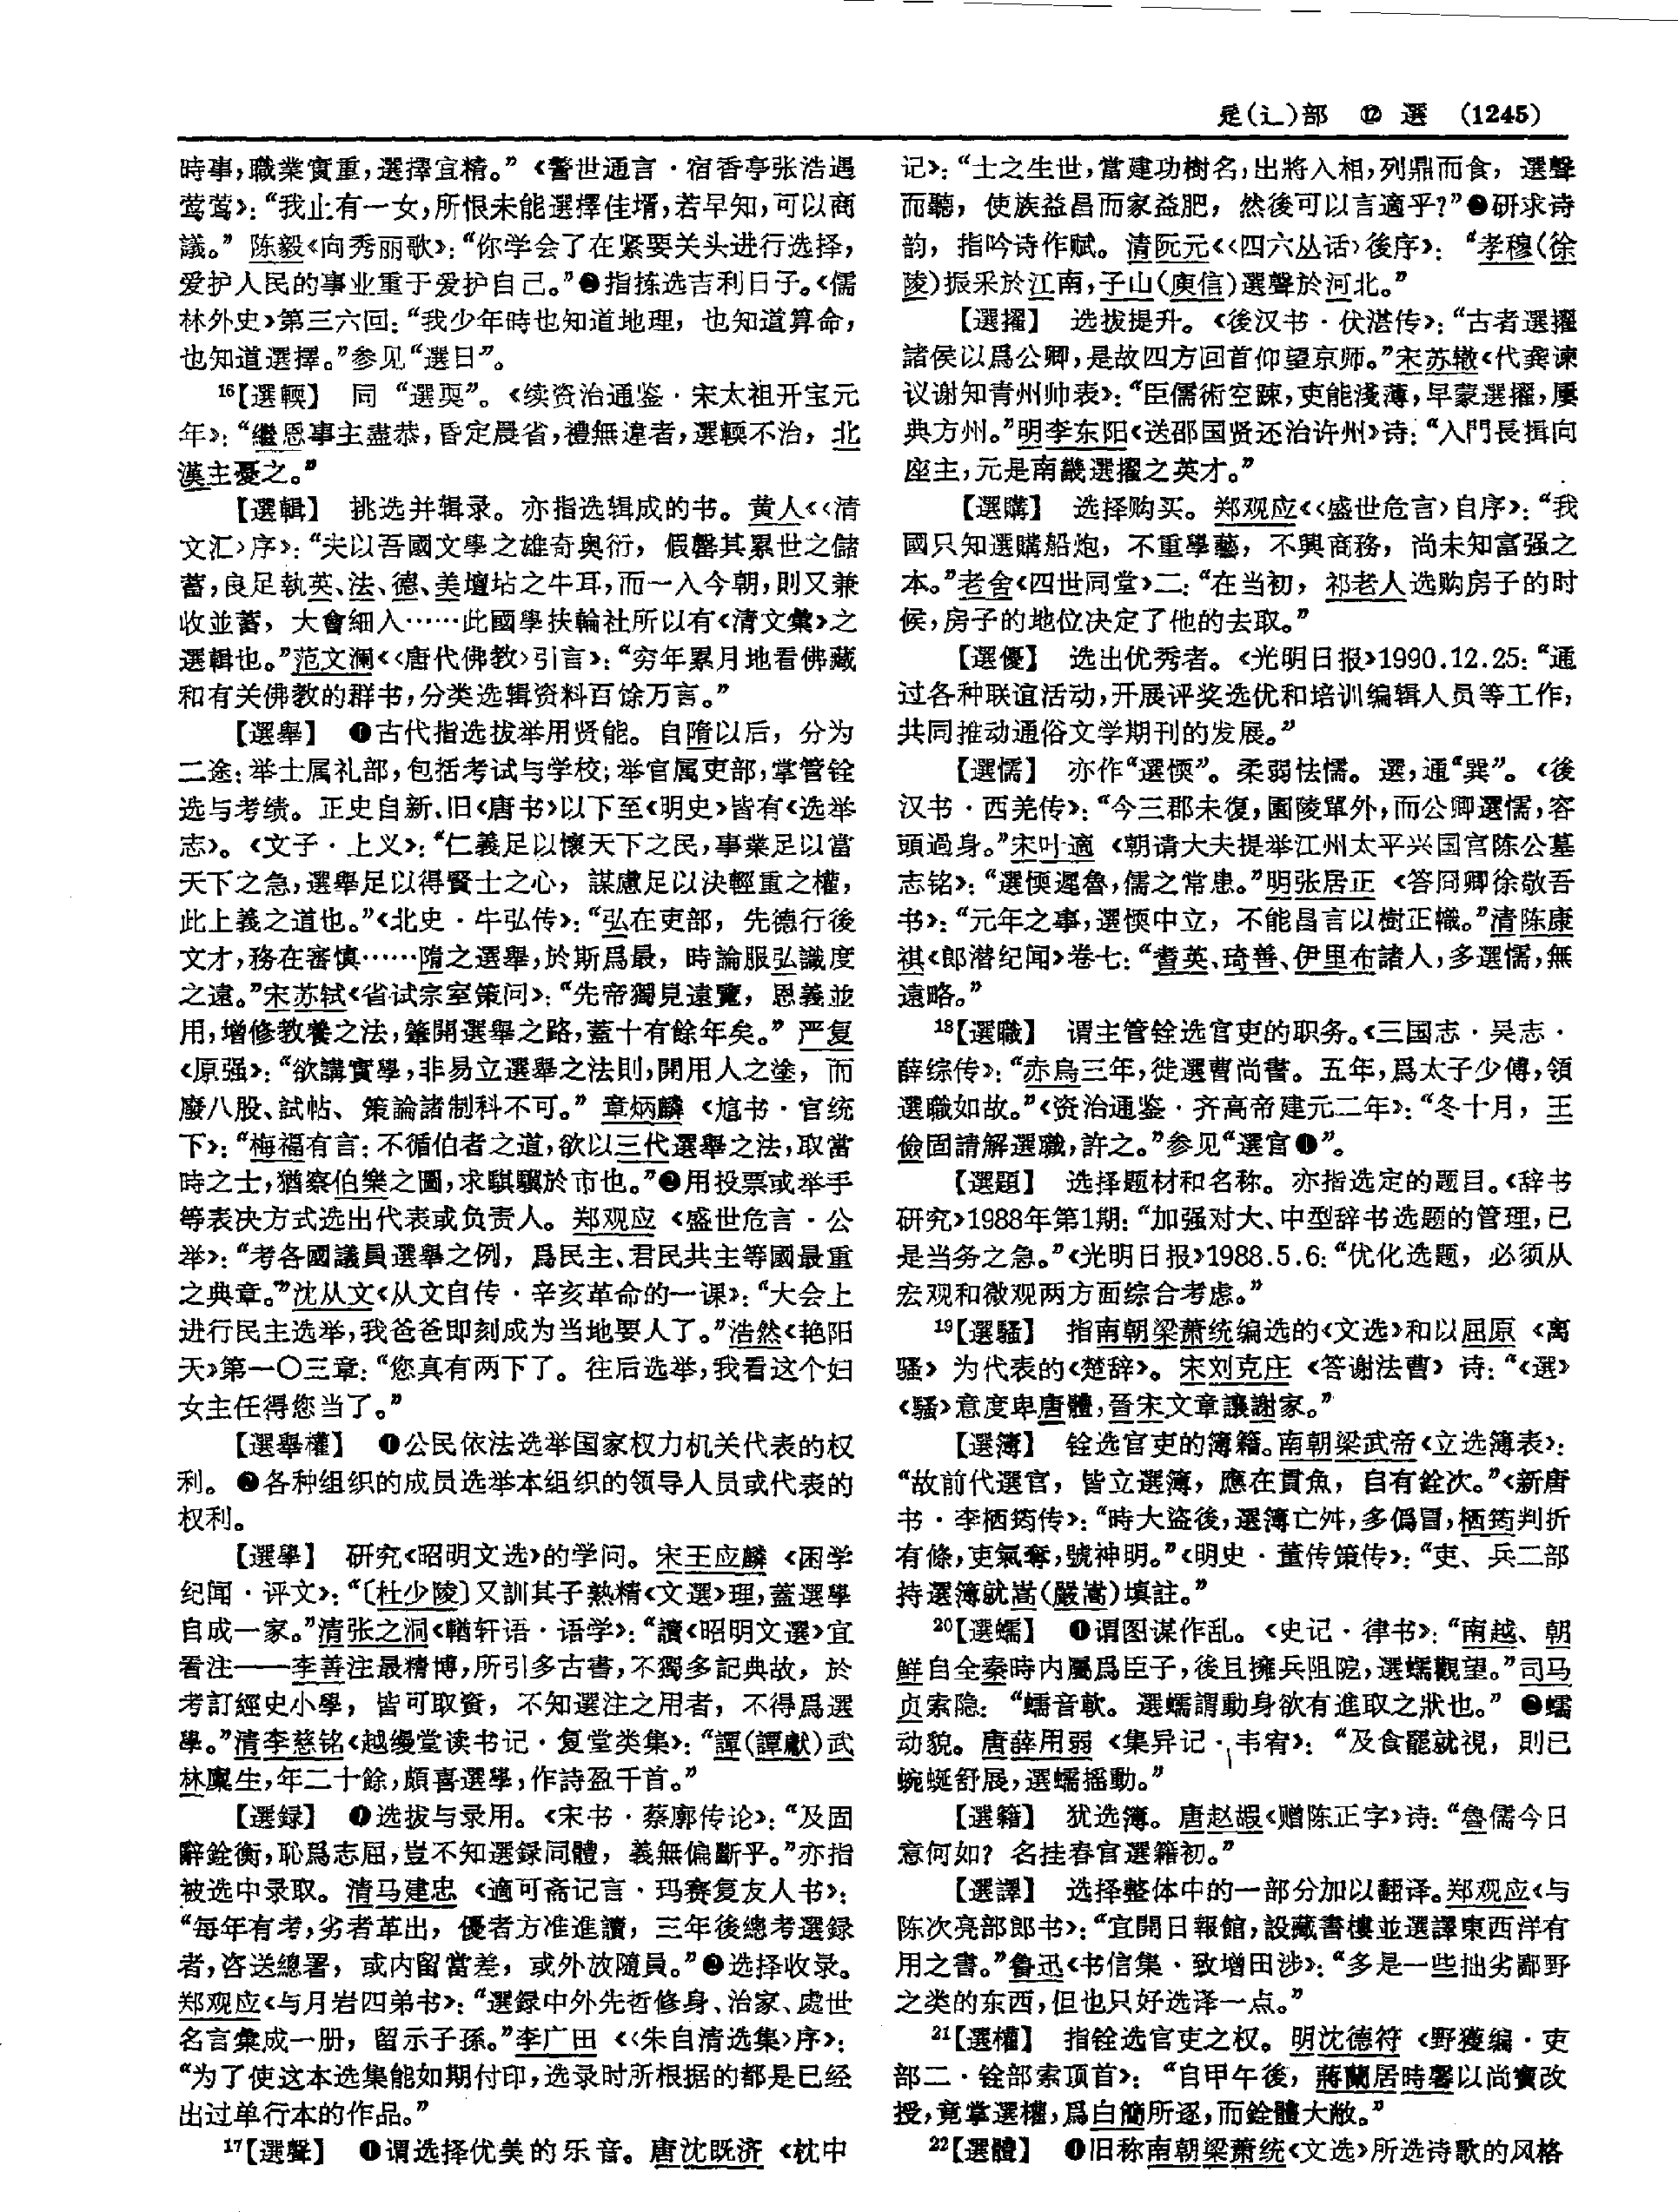 辵(辶)部 ⑫ 選 (1245)
時事，職業實重，選擇宜精。”《警世通言·宿香亭张浩遇
莺莺》：“我止有一女，所恨未能選擇佳壻，若早知，可以商
議。” 陈毅《向秀丽歌》：“你学会了在紧要关头进行选择，
爱护人民的事业重于爱护自己。”❷指拣选吉利日子。《儒
林外史》第三六回：“我少年時也知道地理，也知道算命，
也知道選擇。”参见“選日”。
16【選輭】 同“選耎”。《续资治通鉴·宋太祖开宝元
年》：“繼恩事主盡恭，昏定晨省，禮無違者，選輭不治，北
漢主憂之。”
【選輯】 挑选并辑录。亦指选辑成的书。黄人《〈清
文汇〉序》：“夫以吾國文學之雄奇奥衍，假罄其累世之儲
蓄，良足執英、法、德、美壇坫之牛耳，而一入今朝，則又兼
收並蓄，大會細入……此國學扶輪社所以有《清文彙》之
選輯也。”范文澜《〈唐代佛教〉引言》：“穷年累月地看佛藏
和有关佛教的群书，分类选辑资料百馀万言。”
【選舉】 ❶古代指选拔举用贤能。自隋以后，分为
二途：举士属礼部，包括考试与学校；举官属吏部，掌管铨
选与考绩。正史自新、旧《唐书》以下至《明史》皆有《选举
志》。《文子·上义》：“仁義足以懷天下之民，事業足以當
天下之急，選舉足以得賢士之心，謀慮足以決輕重之權，
此上義之道也。”《北史·牛弘传》：“弘在吏部，先德行後
文才，務在審慎……隋之選舉，於斯爲最，時論服弘識度
之遠。”宋苏轼《省试宗室策问》：“先帝獨見遠覽，恩義並
用，增修教養之法，肇開選舉之路，蓋十有餘年矣。” 严复
《原强》：“欲講實學，非易立選舉之法則，開用人之塗，而
廢八股、試帖、策論諸制科不可。” 章炳麟《訄书·官统
下》：“梅福有言：不循伯者之道，欲以三代選舉之法，取當
時之士，猶察伯樂之圖，求騏驥於市也。”❷用投票或举手
等表决方式选出代表或负责人。郑观应《盛世危言·公
举》：“考各國議員選舉之例，爲民主、君民共主等國最重
之典章。”沈从文《从文自传·辛亥革命的一课》：“大会上
进行民主选举，我爸爸即刻成为当地要人了。”浩然《艳阳
天》第一〇三章：“您真有两下了。往后选举，我看这个妇
女主任得您当了。”
【選舉權】 ❶公民依法选举国家权力机关代表的权
利。❷各种组织的成员选举本组织的领导人员或代表的
权利。
【選學】 研究《昭明文选》的学问。宋王应麟《困学
纪闻·评文》：“〔杜少陵〕又訓其子熟精《文選》理，蓋選學
自成一家。”清张之洞《輶轩语·语学》：“讀《昭明文選》宜
看注——李善注最精博，所引多古書，不獨多記典故，於
考訂經史小學，皆可取資，不知選注之用者，不得爲選
學。”清李慈铭《越缦堂读书记·复堂类集》：“譚(譚獻)武
林廩生，年二十餘，頗喜選學，作詩盈千首。”
【選録】 ❶选拔与录用。《宋书·蔡廓传论》：“及固
辭銓衡，恥爲志屈，豈不知選録同體，義無偏斷乎。”亦指
被选中录取。清马建忠《適可斋记言·玛赛复友人书》：
“每年有考，劣者革出，優者方准進讀，三年後總考選録
者，咨送總署，或内留當差，或外放隨員。”❷选择收录。
郑观应《与月岩四弟书》：“選録中外先哲修身、治家、處世
名言彙成一册，留示子孫。”李广田《〈朱自清选集〉序》：
“为了使这本选集能如期付印，选录时所根据的都是已经
出过单行本的作品。”
17【選聲】 ❶谓选择优美的乐音。唐沈既济《枕中
记》：“士之生世，當建功樹名，出將入相，列鼎而食，選聲
而聽，使族益昌而家益肥，然後可以言適乎?”❷研求诗
韵，指吟诗作赋。清阮元《〈四六丛话〉後序》：“孝穆(徐
陵)振采於江南，子山(庾信)選聲於河北。”
【選擢】 选拔提升。《後汉书·伏湛传》：“古者選擢
諸侯以爲公卿，是故四方回首仰望京师。”宋苏辙《代龚谏
议谢知青州帅表》：“臣儒術空踈，吏能淺薄，早蒙選擢，屢
典方州。”明李东阳《送邵国贤还治许州》诗：“入門長揖向
座主，元是南畿選擢之英才。”
【選購】 选择购买。郑观应《〈盛世危言〉自序》：“我
國只知選購船炮，不重學藝，不興商務，尚未知富强之
本。”老舍《四世同堂》二：“在当初，祁老人选购房子的时
候，房子的地位决定了他的去取。”
【選優】 选出优秀者。《光明日报》1990.12.25：“通
过各种联谊活动，开展评奖选优和培训编辑人员等工作，
共同推动通俗文学期刊的发展。”
【選懦】 亦作“選愞”。柔弱怯懦。選，通“巽”。《後
汉书·西羌传》：“今三郡未復，園陵單外，而公卿選懦，容
頭過身。”宋叶適《朝请大夫提举江州太平兴国宫陈公墓
志铭》：“選愞遲魯，儒之常患。”明张居正《答冏卿徐敬吾
书》：“元年之事，選愞中立，不能昌言以樹正幟。”清陈康
祺《郎潜纪闻》卷七：“耆英、琦善、伊里布諸人，多選懦，無
遠略。”
18【選職】 谓主管铨选官吏的职务。《三国志·吴志·
薛综传》：“赤烏三年，徙選曹尚書。五年，爲太子少傅，領
選職如故。”《资治通鉴·齐高帝建元二年》：“冬十月，王
儉固請解選職，許之。”参见“選官❶”。
【選題】 选择题材和名称。亦指选定的题目。《辞书
研究》1988年第1期：“加强对大、中型辞书选题的管理，已
是当务之急。”《光明日报》1988.5.6：“优化选题，必须从
宏观和微观两方面综合考虑。”
19【選騷】 指南朝梁萧统编选的《文选》和以屈原《离
骚》为代表的《楚辞》。宋刘克庄《答谢法曹》诗：“《選》
《騷》意度卑唐體，晉宋文章讓謝家。”
【選簿】 铨选官吏的簿籍。南朝梁武帝《立选簿表》：
“故前代選官，皆立選簿，應在貫魚，自有銓次。”《新唐
书·李栖筠传》：“時大盜後，選簿亡舛，多僞冒，栖筠判折
有條，吏氣奪，號神明。”《明史·董传策传》：“吏、兵二部
持選簿就嵩(嚴嵩)填註。”
20【選蠕】 ❶谓图谋作乱。《史记·律书》：“南越、朝
鮮自全秦時内屬爲臣子，後且擁兵阻阸，選蠕觀望。”司马
贞索隐：“蠕音軟。選蠕謂動身欲有進取之狀也。” ❷蠕
动貌。唐薛用弱《集异记·韦宥》：“及食罷就視，則已
蜿蜒舒展，選蠕摇動。”
【選籍】 犹选簿。唐赵嘏《赠陈正字》诗：“魯儒今日
意何如？名挂春官選籍初。”
【選譯】 选择整体中的一部分加以翻译。郑观应《与
陈次亮部郎书》：“宜開日報館，設藏書樓並選譯東西洋有
用之書。”鲁迅《书信集·致增田涉》：“多是一些拙劣鄙野
之类的东西，但也只好选译一点。”
21【選權】 指铨选官吏之权。明沈德符《野獲编·吏
部二·铨部索顶首》：“自甲午後，蔣蘭居時馨以尚寶改
授，竟掌選權，爲白簡所逐，而銓體大敝。”
22【選體】 ❶旧称南朝梁萧统《文选》所选诗歌的风格